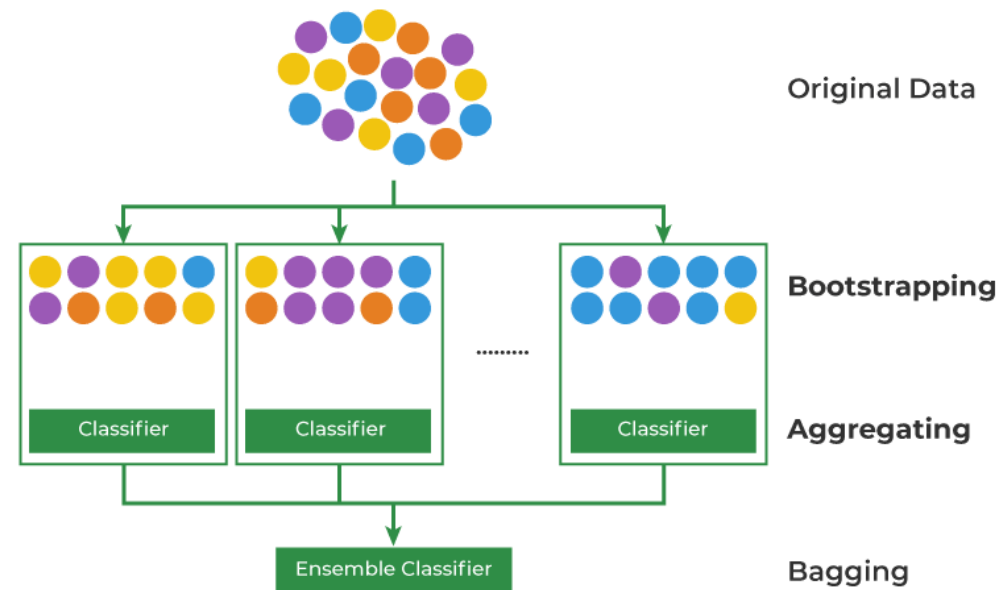 Original Data
Bootstrapping
.........
Classifier
Classifier
Classifier
Aggregating
Ensemble Classifier
Bagging